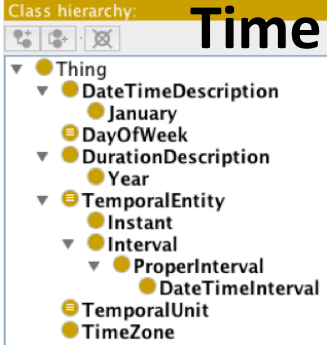 Class hierarchy:
Time
Thing
DateTimeDescription
January
DayOfWeek
DurationDescription
Year
TemporalEntity
Instant
Interval
ProperInterval
DateTimeInterval
TemporalUnit
TimeZone